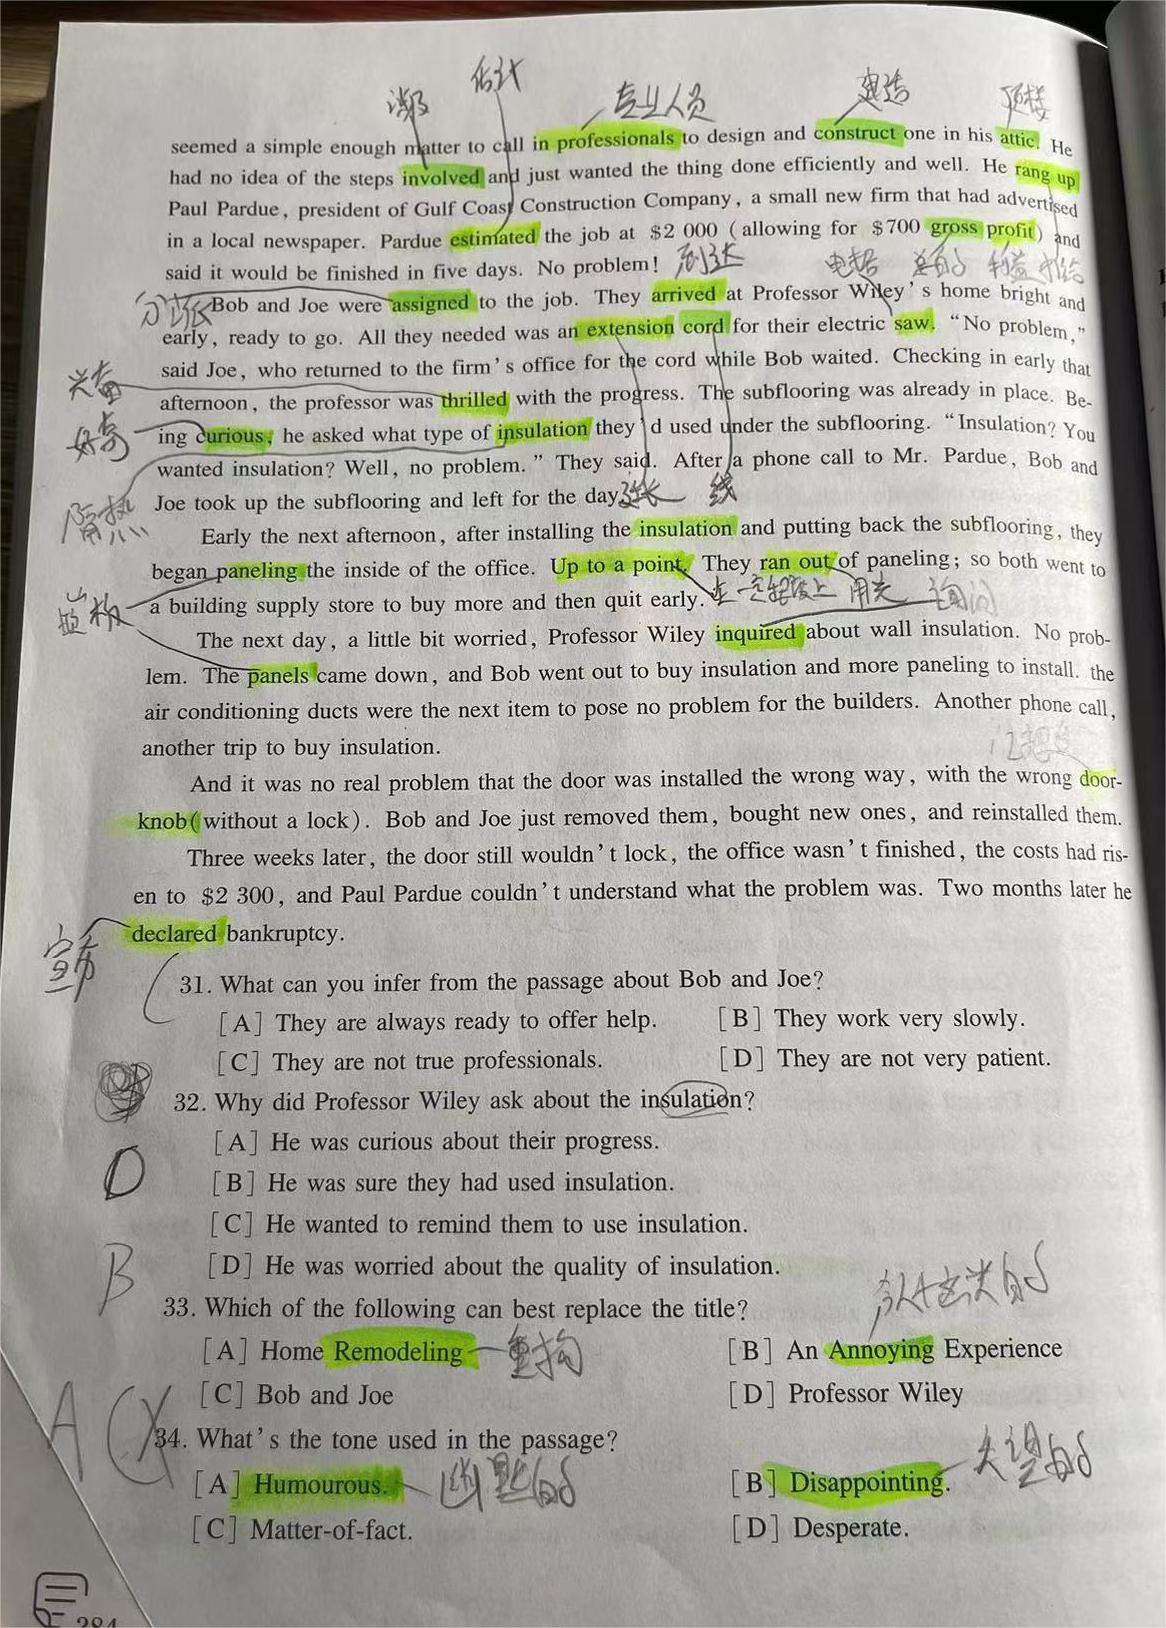 估计
涉及
专业人员
建造
顶楼
seemed a simple enough matter to call in professionals to design and construct one in his attic. He
had no idea of the steps involved and just wanted the thing done efficiently and well. He rang up
Paul Pardue, president of Gulf Coast Construction Company, a small new firm that had advertised
in a local newspaper. Pardue estimated the job at $2 000 (allowing for $700 gross profit) and
said it would be finished in five days. No problem!
到达
电锯
总的
利益
分派
Bob and Joe were assigned to the job. They arrived at Professor Wiley's home bright and
early, ready to go. All they needed was an extension cord for their electric saw. "No problem,"
said Joe, who returned to the firm's office for the cord while Bob waited. Checking in early that
兴奋
afternoon, the professor was thrilled with the progress. The subflooring was already in place. Be-
好奇
ing curious, he asked what type of insulation they'd used under the subflooring. "Insulation? You
wanted insulation? Well, no problem." They said. After a phone call to Mr. Pardue, Bob and
Joe took up the subflooring and left for the day.
延长
线
隔热
Early the next afternoon, after installing the insulation and putting back the subflooring, they
began paneling the inside of the office. Up to a point. They ran out of paneling; so both went to
a building supply store to buy more and then quit early.
在一定程度上
用完
询问
The next day, a little bit worried, Professor Wiley inquired about wall insulation. No prob-
lem. The panels came down, and Bob went out to buy insulation and more paneling to install. the
air conditioning ducts were the next item to pose no problem for the builders. Another phone call,
another trip to buy insulation.
门把手
And it was no real problem that the door was installed the wrong way, with the wrong door-
knob(without a lock). Bob and Joe just removed them, bought new ones, and reinstalled them.
Three weeks later, the door still wouldn't lock, the office wasn't finished, the costs had ris-
en to $2 300, and Paul Pardue couldn't understand what the problem was. Two months later he
declared bankruptcy.
宣布
31. What can you infer from the passage about Bob and Joe?
[A] They are always ready to offer help. [B] They work very slowly.
[C] They are not true professionals. [D] They are not very patient.
32. Why did Professor Wiley ask about the insulation?
[A] He was curious about their progress.
D
[B] He was sure they had used insulation.
[C] He wanted to remind them to use insulation.
[D] He was worried about the quality of insulation.
B
33. Which of the following can best replace the title?
[A] Home Remodeling [B] An Annoying Experience
重构
[C] Bob and Joe [D] Professor Wiley
A
34. What's the tone used in the passage?
[A] Humourous. [B] Disappointing.
幽默的
失望的
[C] Matter-of-fact. [D] Desperate.
284